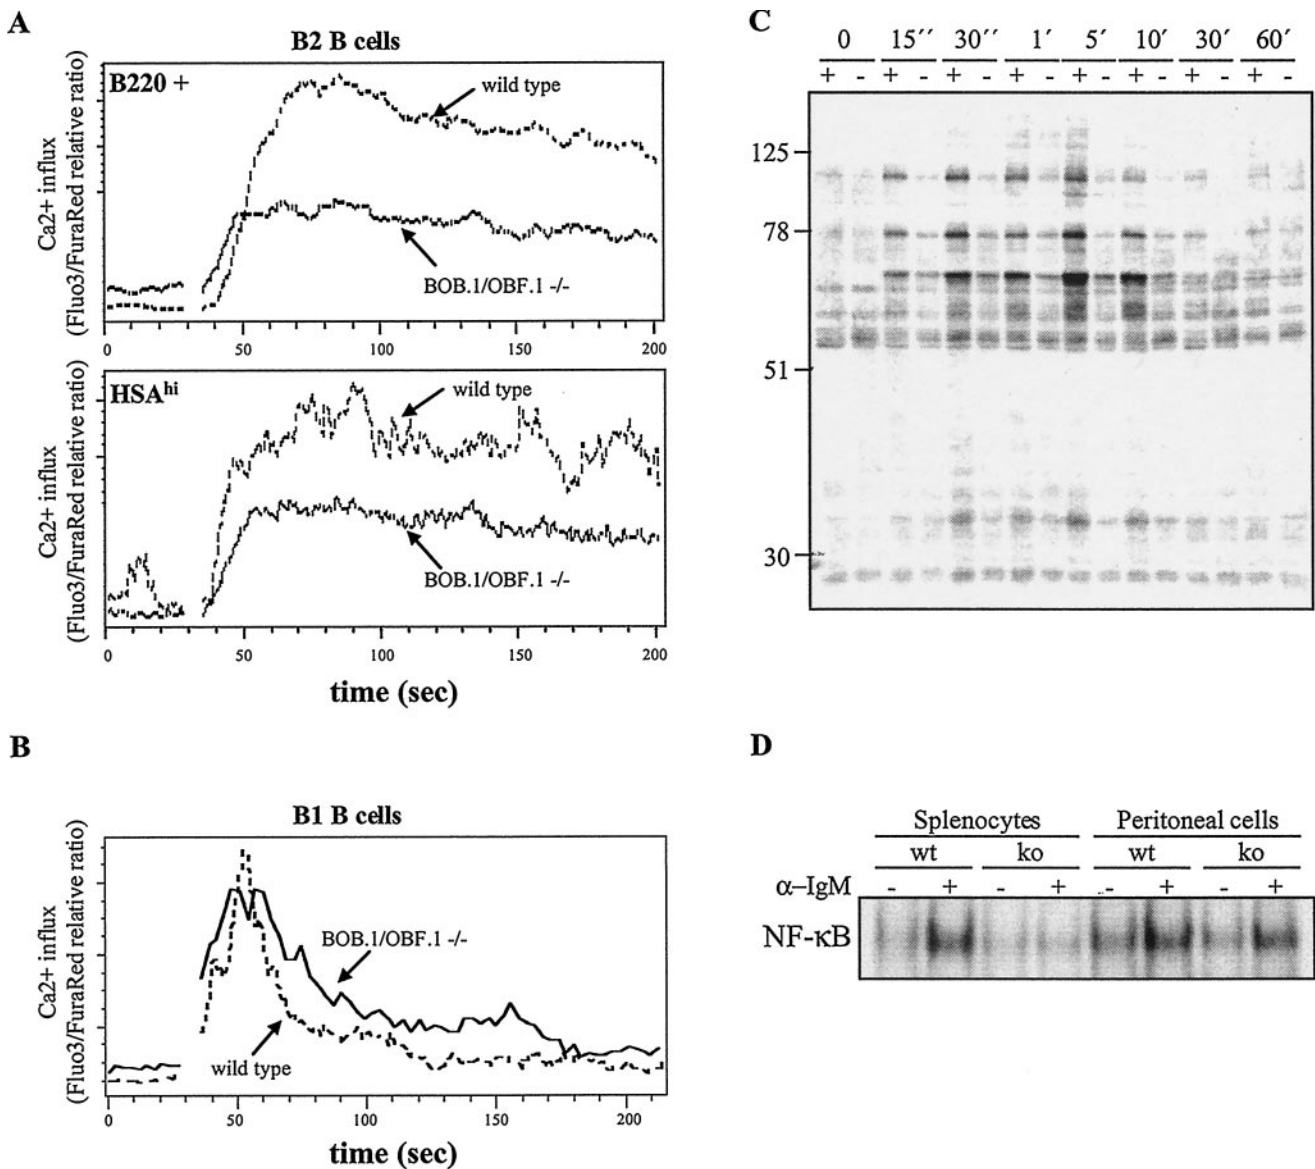 A
B2 B cells
B220 +
wild type
BOB.1/OBF.1 -/-
Ca2+ influx
(Fluo3/FuraRed relative ratio)
0 50 100 150 200
HSAhi
wild type
BOB.1/OBF.1 -/-
Ca2+ influx
(Fluo3/FuraRed relative ratio)
0 50 100 150 200
time (sec)
B
B1 B cells
BOB.1/OBF.1 -/-
wild type
Ca2+ influx
(Fluo3/FuraRed relative ratio)
0 50 100 150 200
time (sec)
C
0 15´´ 30´´ 1´ 5´ 10´ 30´ 60´
+ - + - + - + - + - + - + - + -
125
78
51
30
D
Splenocytes Peritoneal cells
wt ko wt ko
α–IgM - + - + - + - +
NF-κB